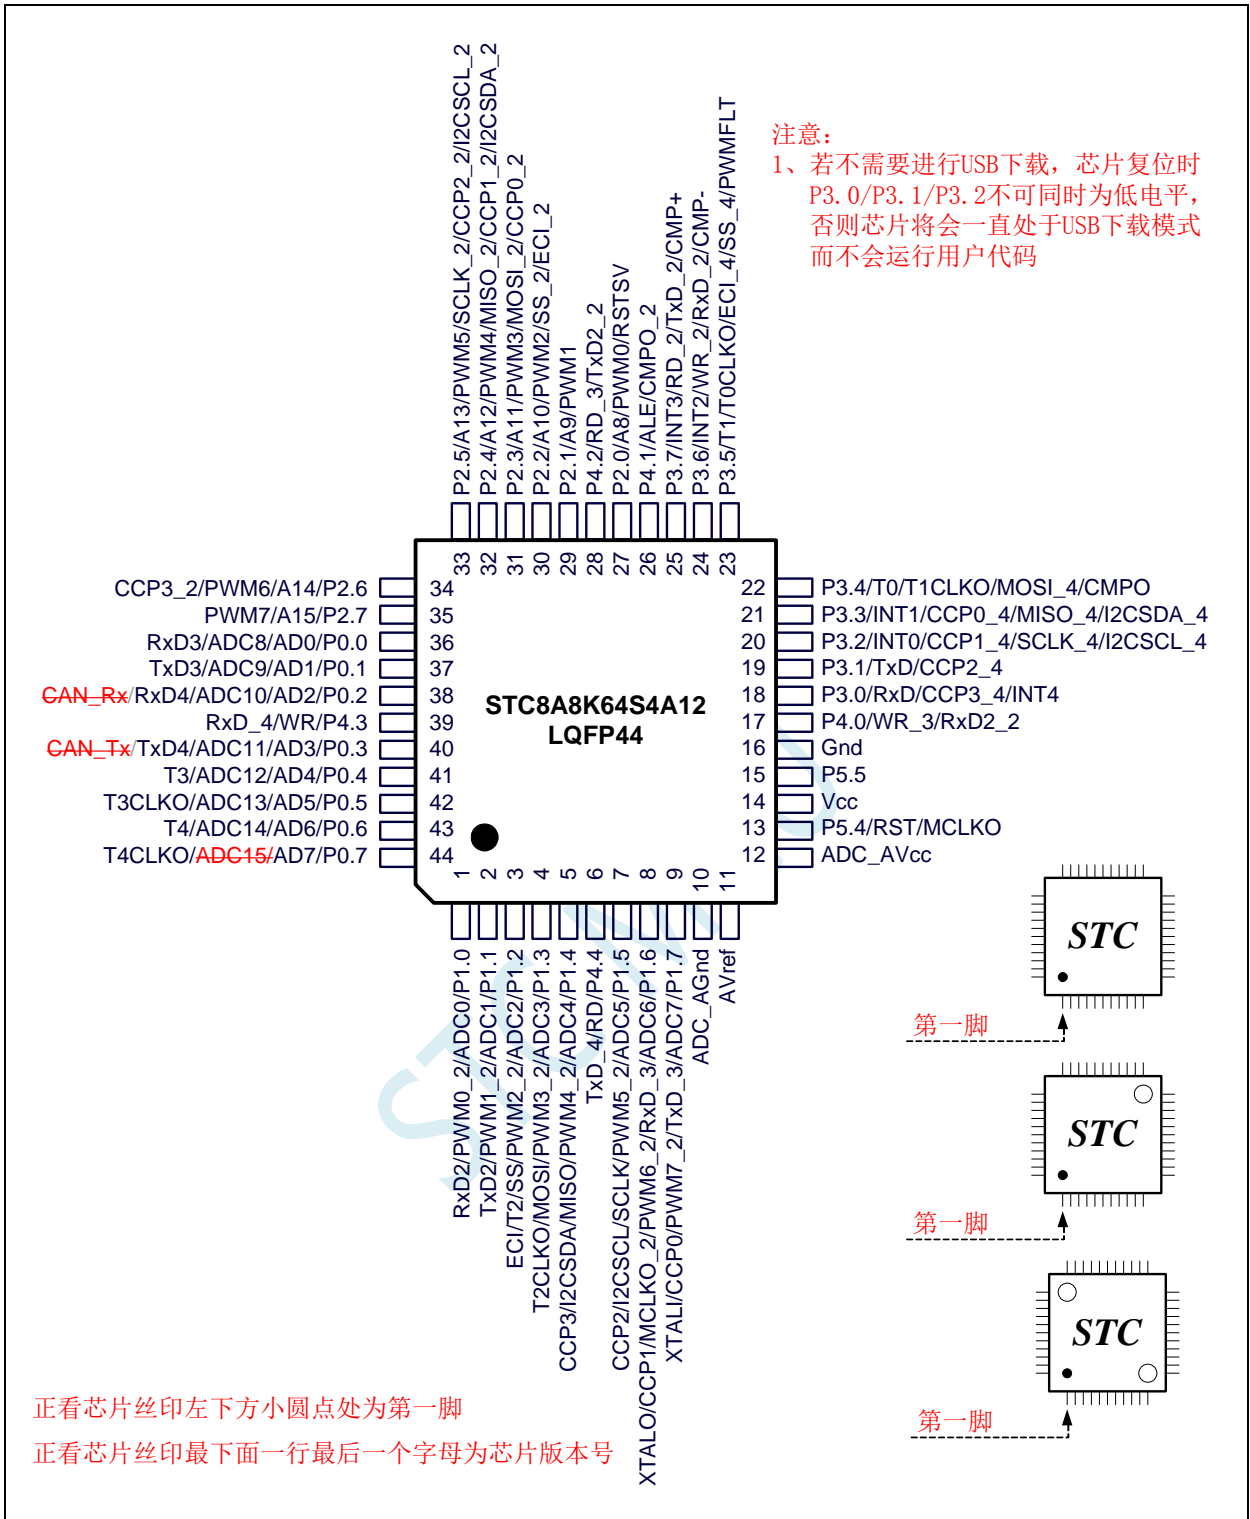 P2.5/A13/PWM5/SCLK_2/CCP2_2/I2CSCL_2
P2.4/A12/PWM4/MISO_2/CCP1_2/I2CSDA_2
P2.3/A11/PWM3/MOSI_2/CCP0_2
P2.2/A10/PWM2/SS_2/ECI_2
P2.1/A9/PWM1
P4.2/RD_3/TxD2_2
P2.0/A8/PWM0/RSTSV
P4.1/ALE/CMPO_2
P3.7/INT3/RD_2/TxD_2/CMP+
P3.6/INT2/WR_2/RxD_2/CMP-
P3.5/T1/T0CLKO/ECI_4/SS_4/PWMFLT
注意：
1、若不需要进行USB下载，芯片复位时
P3.0/P3.1/P3.2不可同时为低电平，
否则芯片将会一直处于USB下载模式
而不会运行用户代码
33 32 31 30 29 28 27 26 25 24 23
CCP3_2/PWM6/A14/P2.6 34
PWM7/A15/P2.7 35
RxD3/ADC8/AD0/P0.0 36
TxD3/ADC9/AD1/P0.1 37
CAN_Rx/RxD4/ADC10/AD2/P0.2 38
RxD_4/WR/P4.3 39
CAN_Tx/TxD4/ADC11/AD3/P0.3 40
T3/ADC12/AD4/P0.4 41
T3CLKO/ADC13/AD5/P0.5 42
T4/ADC14/AD6/P0.6 43
T4CLKO/ADC15/AD7/P0.7 44
STC8A8K64S4A12
LQFP44
22 P3.4/T0/T1CLKO/MOSI_4/CMPO
21 P3.3/INT1/CCP0_4/MISO_4/I2CSDA_4
20 P3.2/INT0/CCP1_4/SCLK_4/I2CSCL_4
19 P3.1/TxD/CCP2_4
18 P3.0/RxD/CCP3_4/INT4
17 P4.0/WR_3/RxD2_2
16 Gnd
15 P5.5
14 Vcc
13 P5.4/RST/MCLKO
12 ADC_AVcc
1 2 3 4 5 6 7 8 9 10 11
RxD2/PWM0_2/ADC0/P1.0
TxD2/PWM1_2/ADC1/P1.1
ECI/T2/SS/PWM2_2/ADC2/P1.2
T2CLKO/MOSI/PWM3_2/ADC3/P1.3
CCP3/I2CSDA/MISO/PWM4_2/ADC4/P1.4
TxD_4/RD/P4.4
CCP2/I2CSCL/SCLK/PWM5_2/ADC5/P1.5
XTALO/CCP1/MCLKO_2/PWM6_2/RxD_3/ADC6/P1.6
XTALI/CCP0/PWM7_2/TxD_3/ADC7/P1.7
ADC_AGnd
AVref
STC
第一脚
STC
第一脚
STC
第一脚
正看芯片丝印左下方小圆点处为第一脚
正看芯片丝印最下面一行最后一个字母为芯片版本号